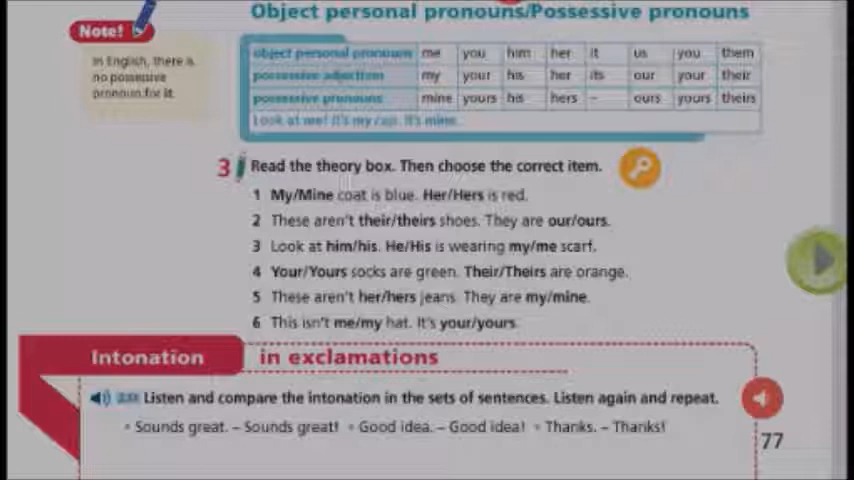 Object personal pronouns/Possessive pronouns
Note!
In English, there is
no possesive
pronoun for it.
object personal pronouns me you him her it us you them
possessive adjectives my your his her its our your their
possessive pronouns mine yours his hers – ours yours theirs
Look at me! It's my cap. It's mine.
3 Read the theory box. Then choose the correct item.
1 My/Mine coat is blue. Her/Hers is red.
2 These aren't their/theirs shoes. They are our/ours.
3 Look at him/his. He/His is wearing my/me scarf.
4 Your/Yours socks are green. Their/Theirs are orange.
5 These aren't her/hers jeans. They are my/mine.
6 This isn't me/my hat. It's your/yours.
Intonation in exclamations
Listen and compare the intonation in the sets of sentences. Listen again and repeat.
• Sounds great. – Sounds great! • Good idea. – Good idea! • Thanks. – Thanks!
77